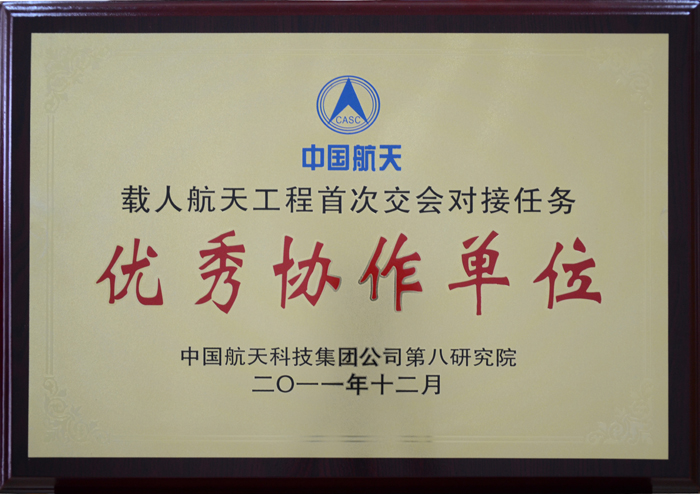 CASC
中国航天
载人航天工程首次交会对接任务
优秀协作单位
中国航天科技集团公司第八研究院
二〇一一年十二月